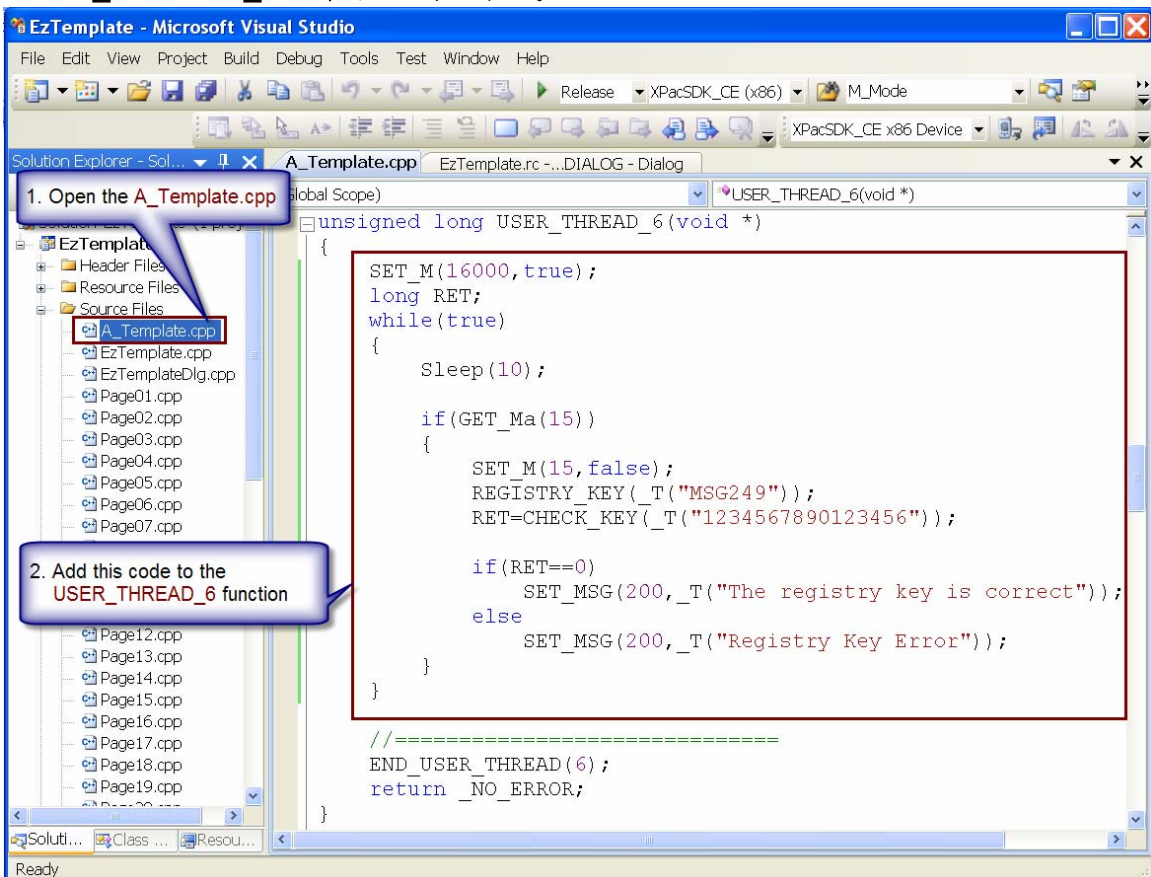 EzTemplate - Microsoft Visual Studio
File Edit View Project Build Debug Tools Test Window Help
Release XPacSDK_CE (x86) M_Mode
XPacSDK_CE x86 Device
Solution Explorer - Sol...
A_Template.cpp EzTemplate.rc -...DIALOG - Dialog
1. Open the A_Template.cpp
lobal Scope)
USER_THREAD_6(void *)
EzTemplat
Header Files
Resource Files
Source Files
A_Template.cpp
EzTemplate.cpp
EzTemplateDlg.cpp
Page01.cpp
Page02.cpp
Page03.cpp
Page04.cpp
Page05.cpp
Page06.cpp
Page07.cpp
2. Add this code to the
USER_THREAD_6 function
Page12.cpp
Page13.cpp
Page14.cpp
Page15.cpp
Page16.cpp
Page17.cpp
Page18.cpp
Page19.cpp
unsigned long USER_THREAD_6(void *)
{
SET_M(16000,true);
long RET;
while(true)
{
Sleep(10);
if(GET_Ma(15))
{
SET_M(15,false);
REGISTRY_KEY(_T("MSG249"));
RET=CHECK_KEY(_T("1234567890123456"));
if(RET==0)
SET_MSG(200,_T("The registry key is correct"));
else
SET_MSG(200,_T("Registry Key Error"));
}
}
//==============================
END_USER_THREAD(6);
return _NO_ERROR;
}
Soluti... Class ... Resou...
Ready